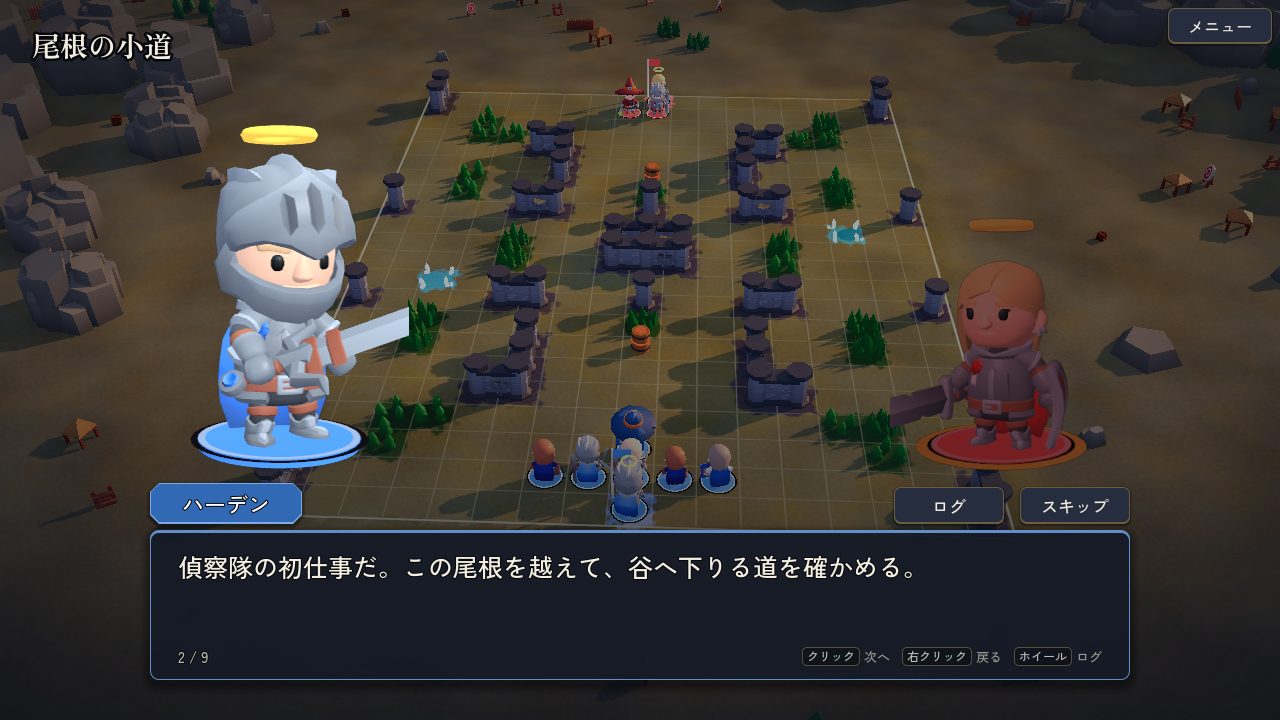 尾根の小道
メニュー
ハーデン
ログ
スキップ
偵察隊の初仕事だ。この尾根を越えて、谷へ下りる道を確かめる。
2 / 9
クリック 次へ 右クリック 戻る ホイール ログ